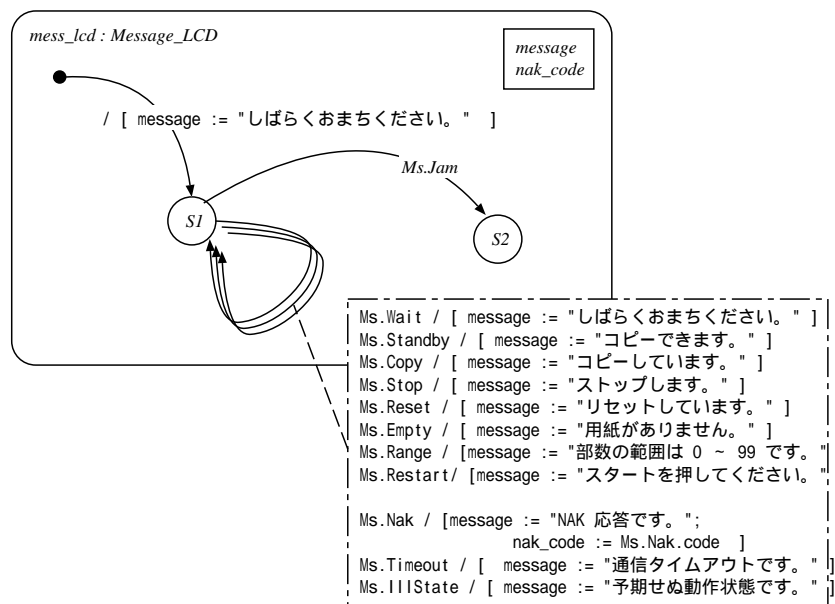 mess_lcd : Message_LCD
message
nak_code
/ [ message := "しばらくおまちください。" ]
Ms.Jam
S1
S2
Ms.Wait / [ message := "しばらくおまちください。" ]
Ms.Standby / [ message := "コピーできます。" ]
Ms.Copy / [ message := "コピーしています。" ]
Ms.Stop / [ message := "ストップします。" ]
Ms.Reset / [ message := "リセットしています。" ]
Ms.Empty / [ message := "用紙がありません。" ]
Ms.Range / [message := "部数の範囲は 0 ~ 99 です。"
Ms.Restart/ [message := "スタートを押してください。"
Ms.Nak / [message := "NAK 応答です。";
nak_code := Ms.Nak.code ]
Ms.Timeout / [ message := "通信タイムアウトです。" ]
Ms.IllState / [ message := "予期せぬ動作状態です。" ]